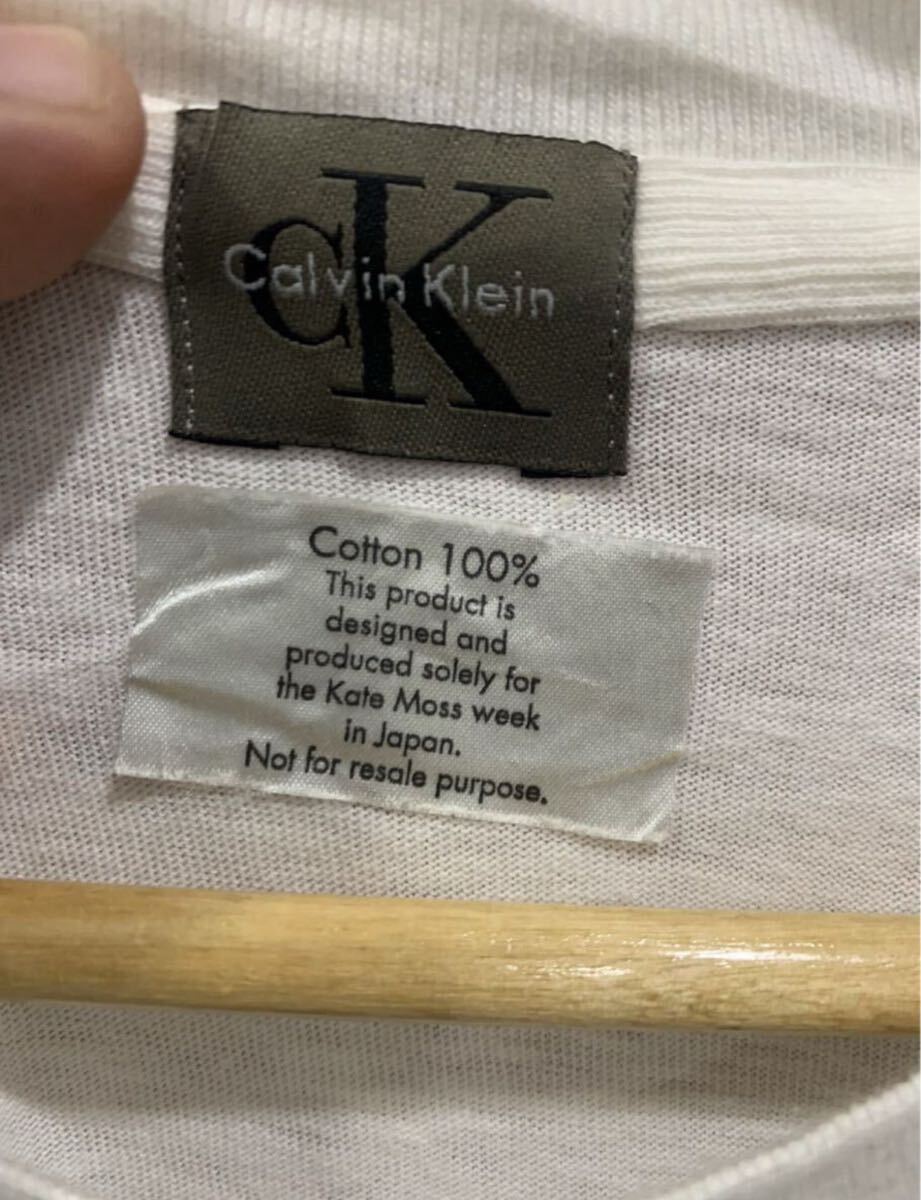 CK
Calvin Klein
Cotton 100%
This product is
designed and
produced solely for
the Kate Moss week
in Japan.
Not for resale purpose.